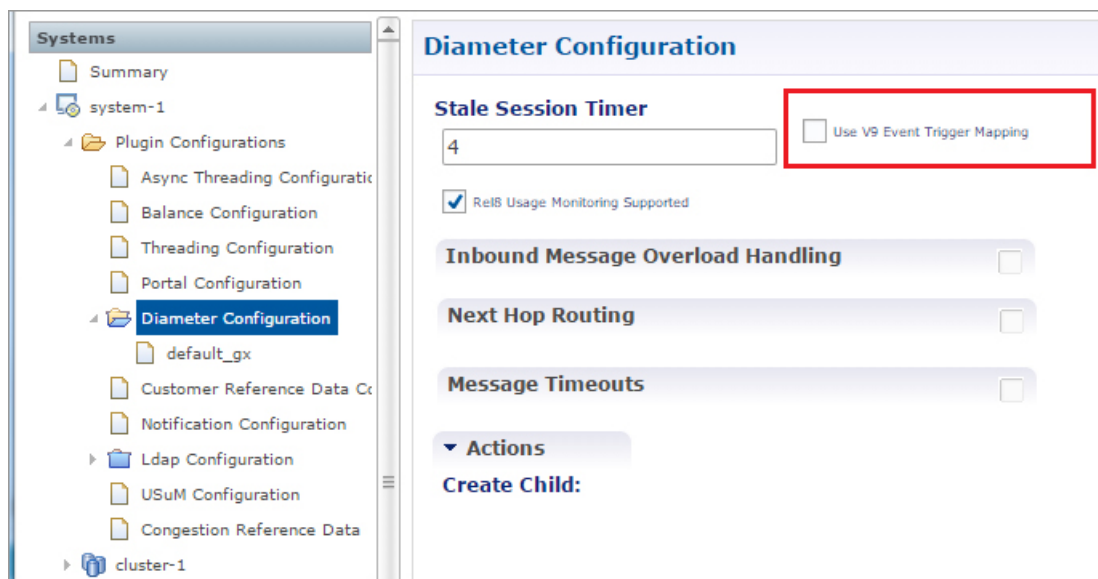 Systems
Summary
system-1
Plugin Configurations
Async Threading Configuratic
Balance Configuration
Threading Configuration
Portal Configuration
Diameter Configuration
default_gx
Customer Reference Data Co
Notification Configuration
Ldap Configuration
USuM Configuration
Congestion Reference Data
cluster-1
Diameter Configuration
Stale Session Timer
4
Use V9 Event Trigger Mapping
Rel8 Usage Monitoring Supported
Inbound Message Overload Handling
Next Hop Routing
Message Timeouts
Actions
Create Child: